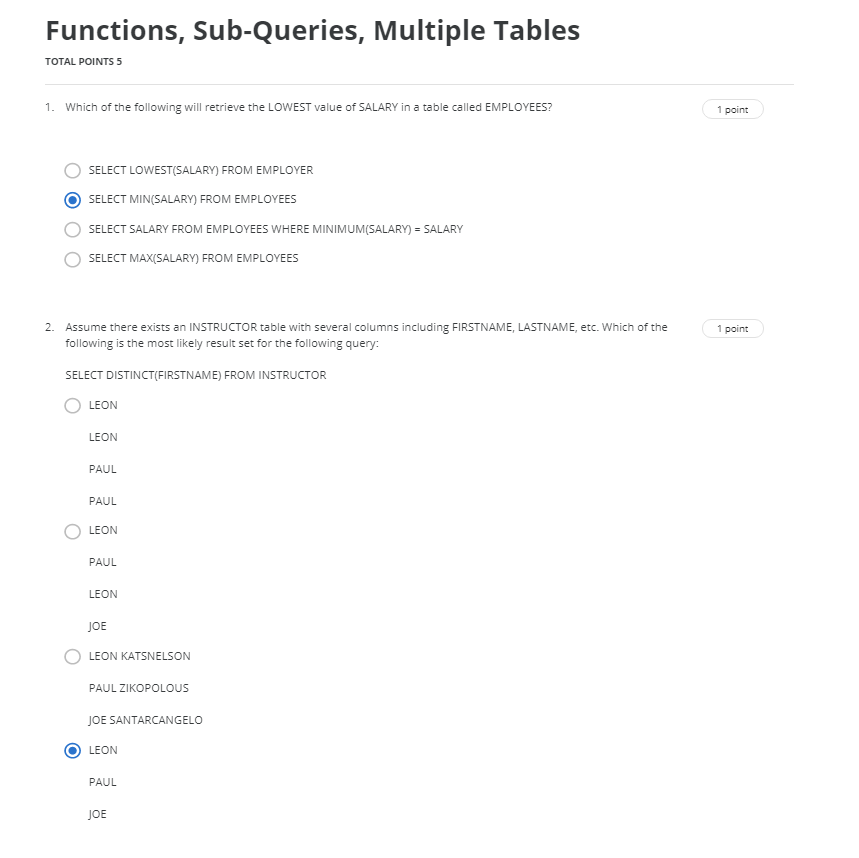 Functions, Sub-Queries, Multiple Tables
TOTAL POINTS 5
1. Which of the following will retrieve the LOWEST value of SALARY in a table called EMPLOYEES?
1 point
SELECT LOWEST(SALARY) FROM EMPLOYER
SELECT MIN(SALARY) FROM EMPLOYEES
SELECT SALARY FROM EMPLOYEES WHERE MINIMUM(SALARY) = SALARY
SELECT MAX(SALARY) FROM EMPLOYEES
2. Assume there exists an INSTRUCTOR table with several columns including FIRSTNAME, LASTNAME, etc. Which of the
1 point
following is the most likely result set for the following query:
SELECT DISTINCT(FIRSTNAME) FROM INSTRUCTOR
LEON
LEON
PAUL
PAUL
LEON
PAUL
LEON
JOE
LEON KATSNELSON
PAUL ZIKOPOLOUS
JOE SANTARCANGELO
LEON
PAUL
JOE